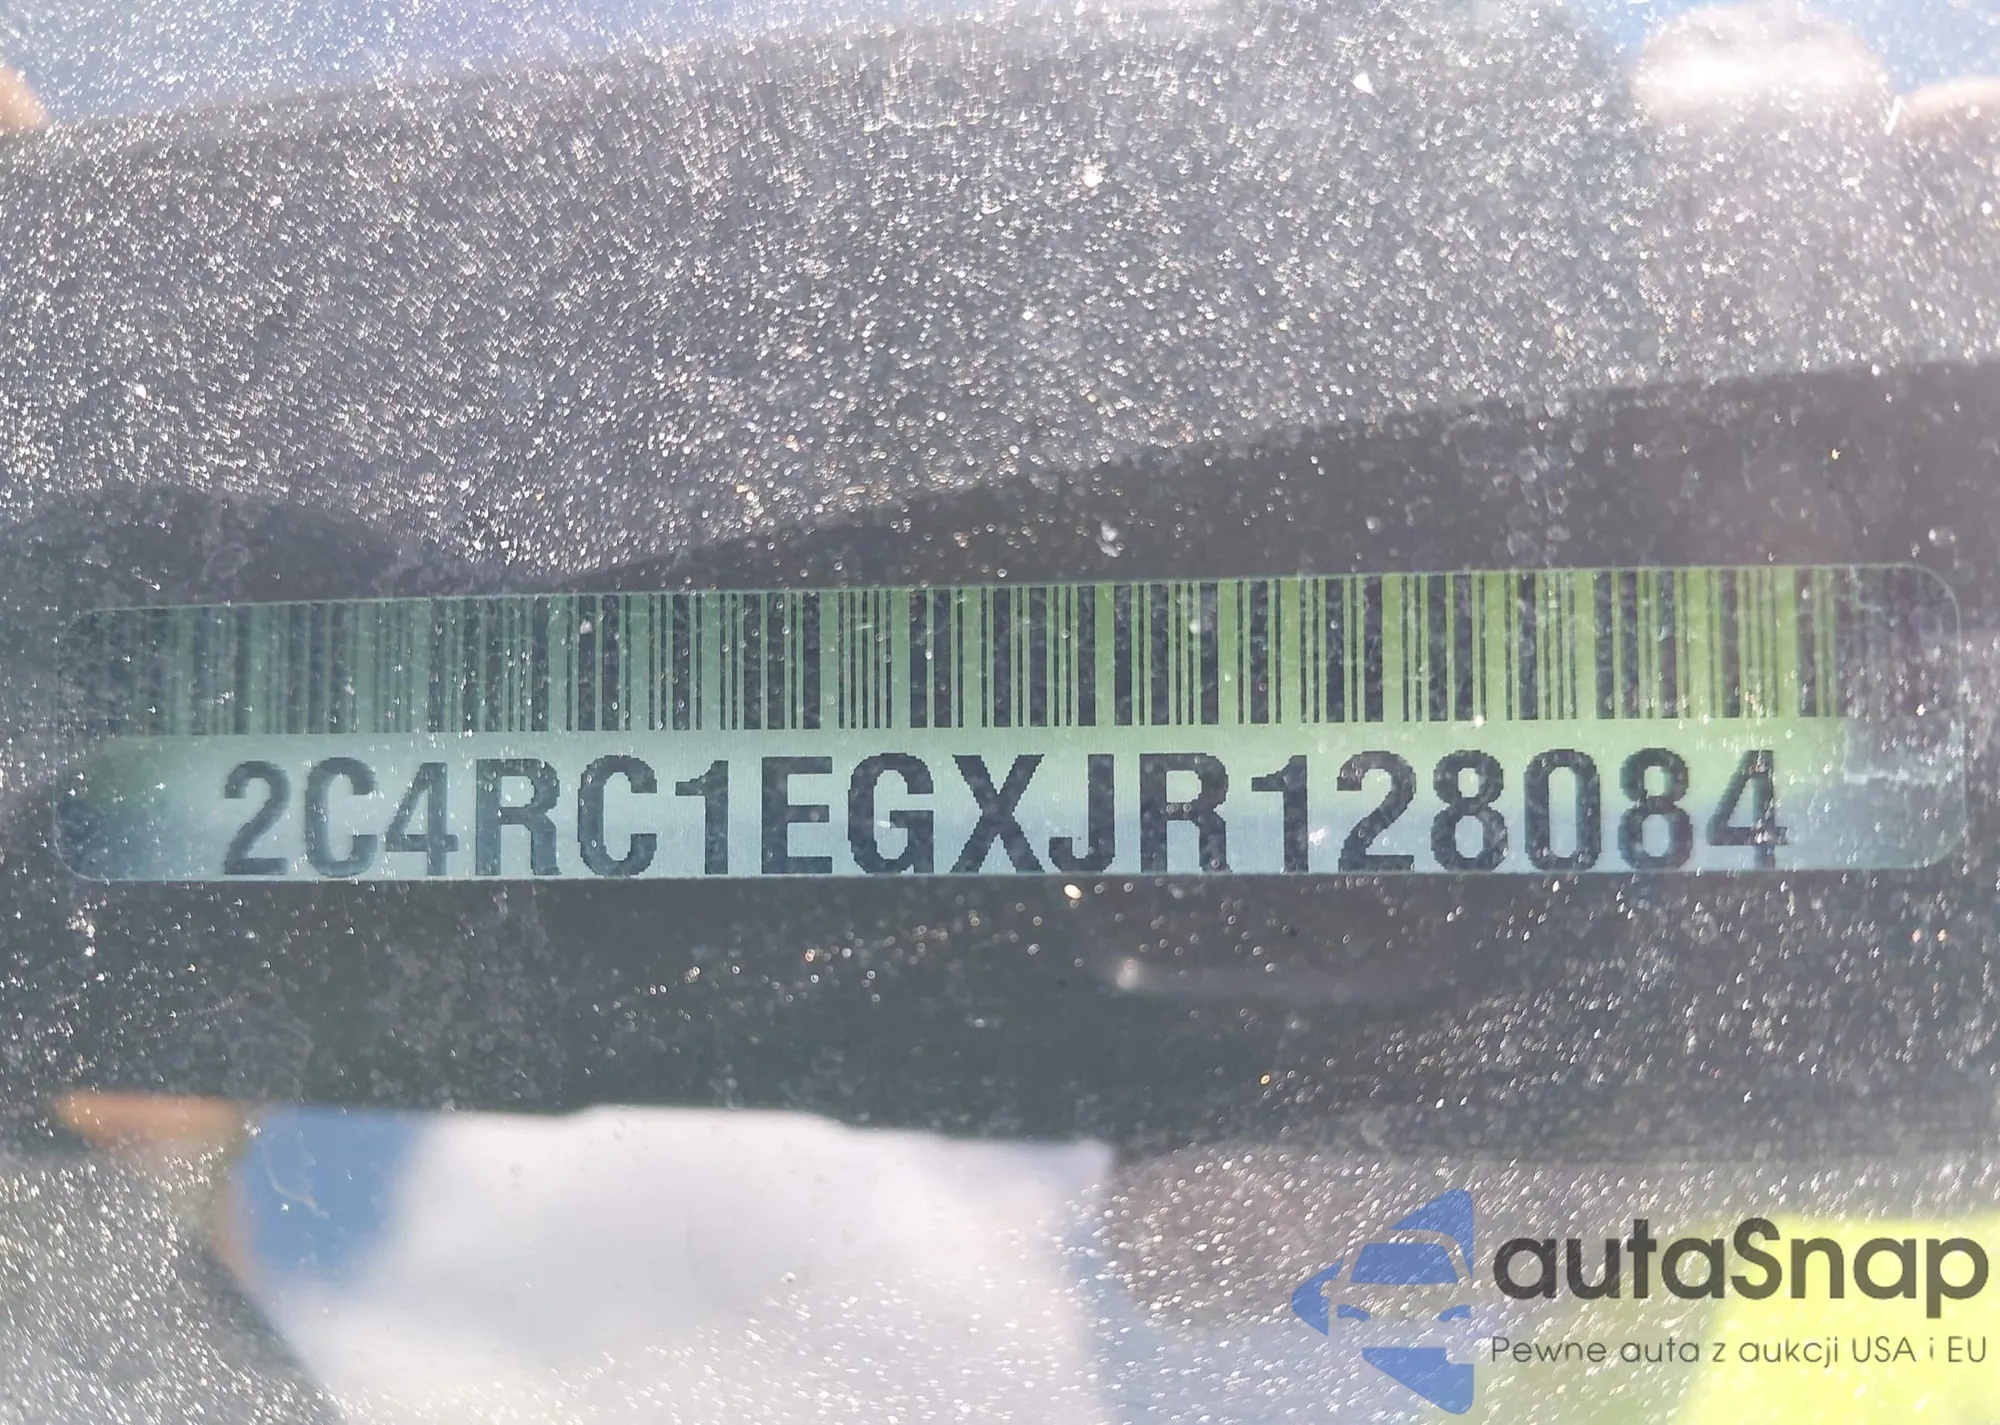 2C4RC1EGXJR128084
autaSnap
Pewne auta z aukcji USA i EU